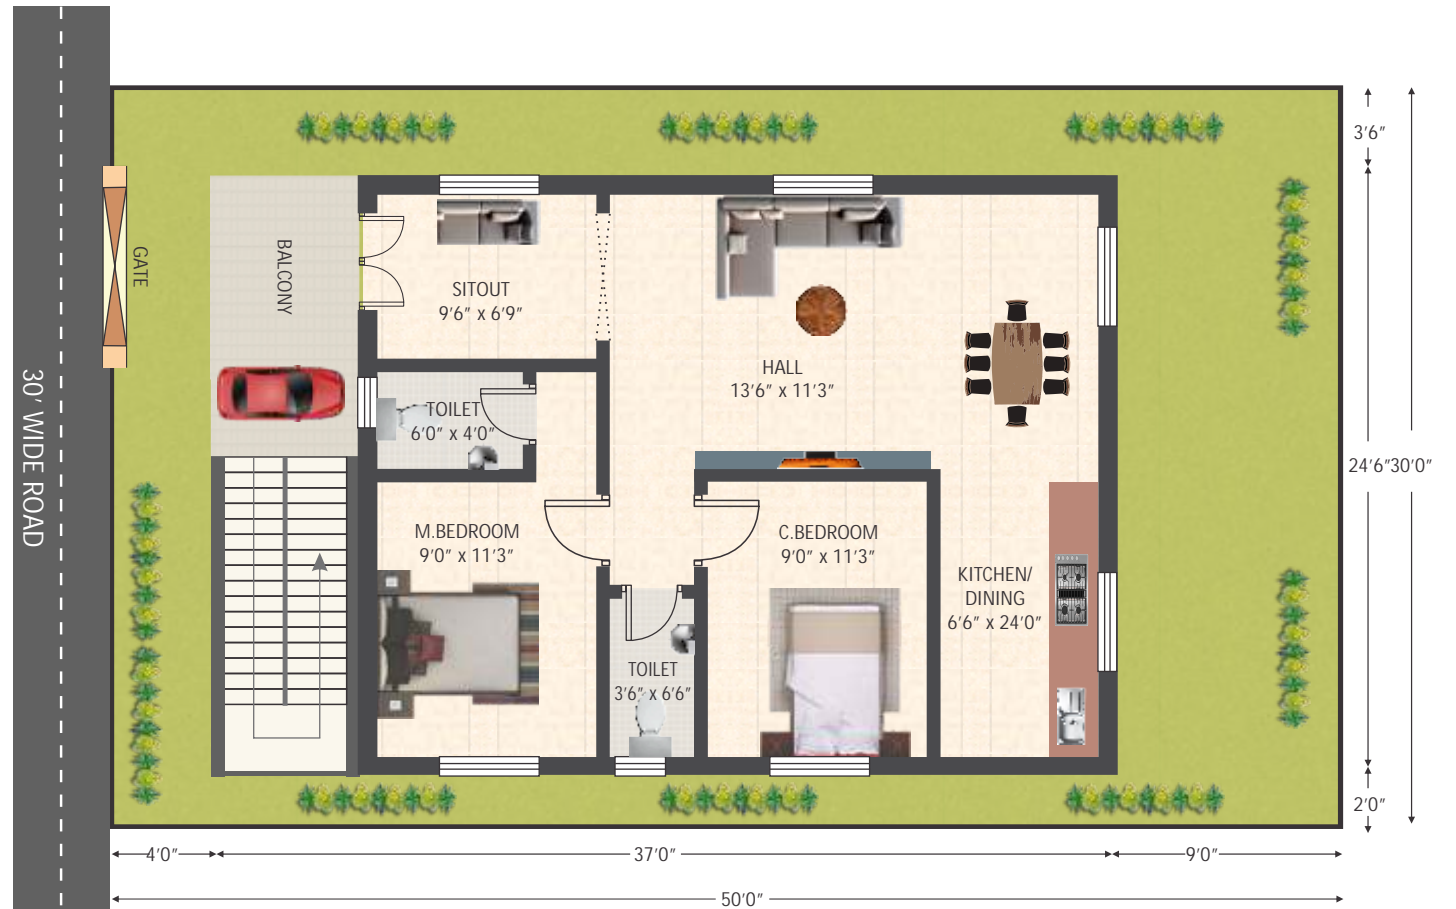 3'6"
GATE
BALCONY
SITOUT
9'6" x 6'9"
HALL
13'6" x 11'3"
TOILET
6'0" x 4'0"
30' WIDE ROAD
24'6"
30'0"
M.BEDROOM
9'0" x 11'3"
C.BEDROOM
9'0" x 11'3"
KITCHEN/
DINING
6'6" x 24'0"
TOILET
3'6" x 6'6"
2'0"
4'0"
37'0"
9'0"
50'0"